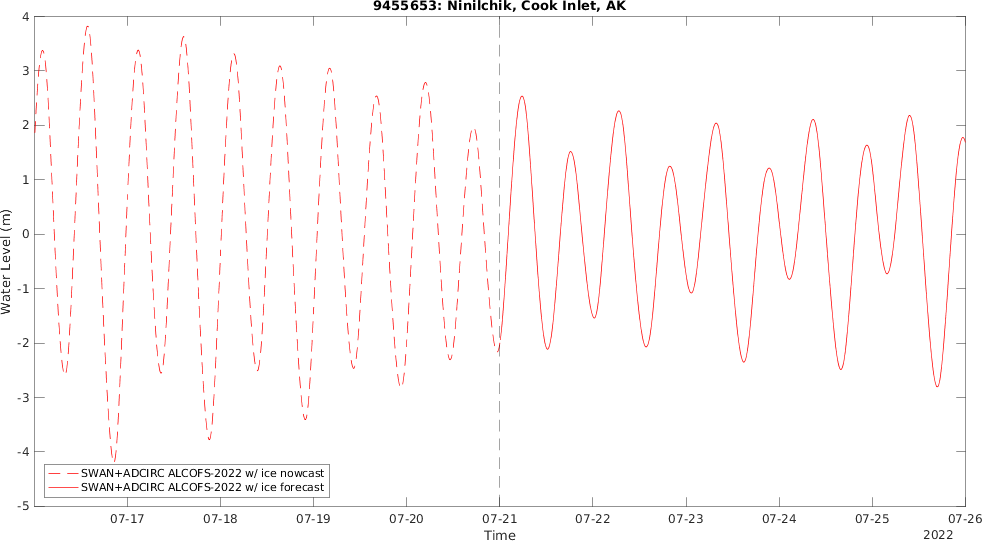 9455653: Ninilchik, Cook Inlet, AK
4
3
2
1
0
-1
-2
-3
-4
-5
Water Level (m)
SWAN+ADCIRC ALCOFS-2022 w/ ice nowcast
SWAN+ADCIRC ALCOFS-2022 w/ ice forecast
07-17 07-18 07-19 07-20 07-21 07-22 07-23 07-24 07-25 07-26
Time
2022